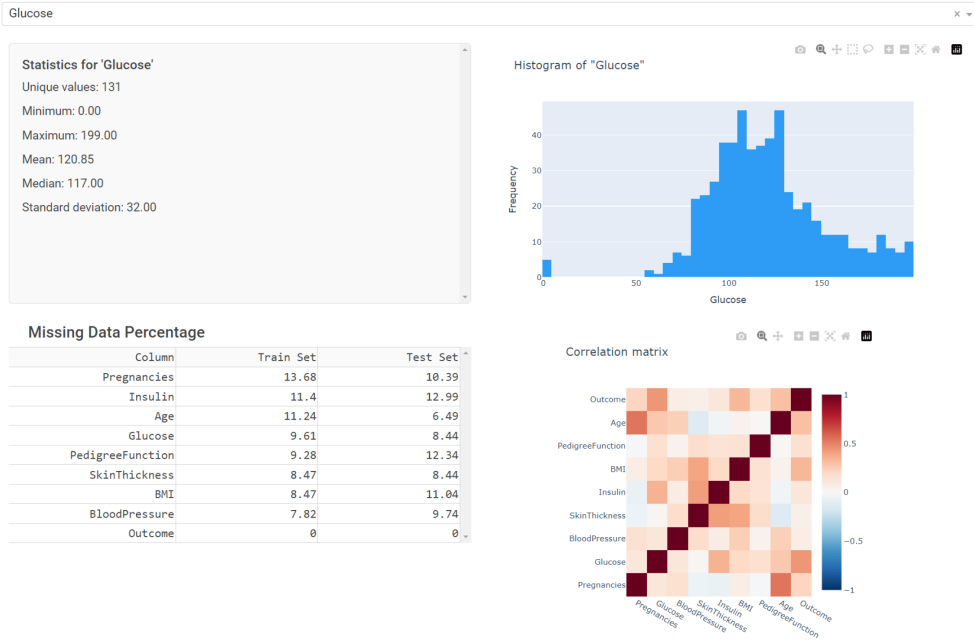 Glucose
Statistics for 'Glucose'
Unique values: 131
Minimum: 0.00
Maximum: 199.00
Mean: 120.85
Median: 117.00
Standard deviation: 32.00
Histogram of "Glucose"
Frequency
40
30
20
10
0
0 50 100 150
Glucose
Missing Data Percentage
Column Train Set Test Set
Pregnancies 13.68 10.39
Insulin 11.4 12.99
Age 11.24 6.49
Glucose 9.61 8.44
PedigreeFunction 9.28 12.34
SkinThickness 8.47 8.44
BMI 8.47 11.04
BloodPressure 7.82 9.74
Outcome 0 0
Correlation matrix
Outcome
Age
PedigreeFunction
BMI
Insulin
SkinThickness
BloodPressure
Glucose
Pregnancies
Pregnancies Glucose BloodPressure SkinThickness Insulin BMI PedigreeFunction Age Outcome
1
0.5
0
−0.5
−1